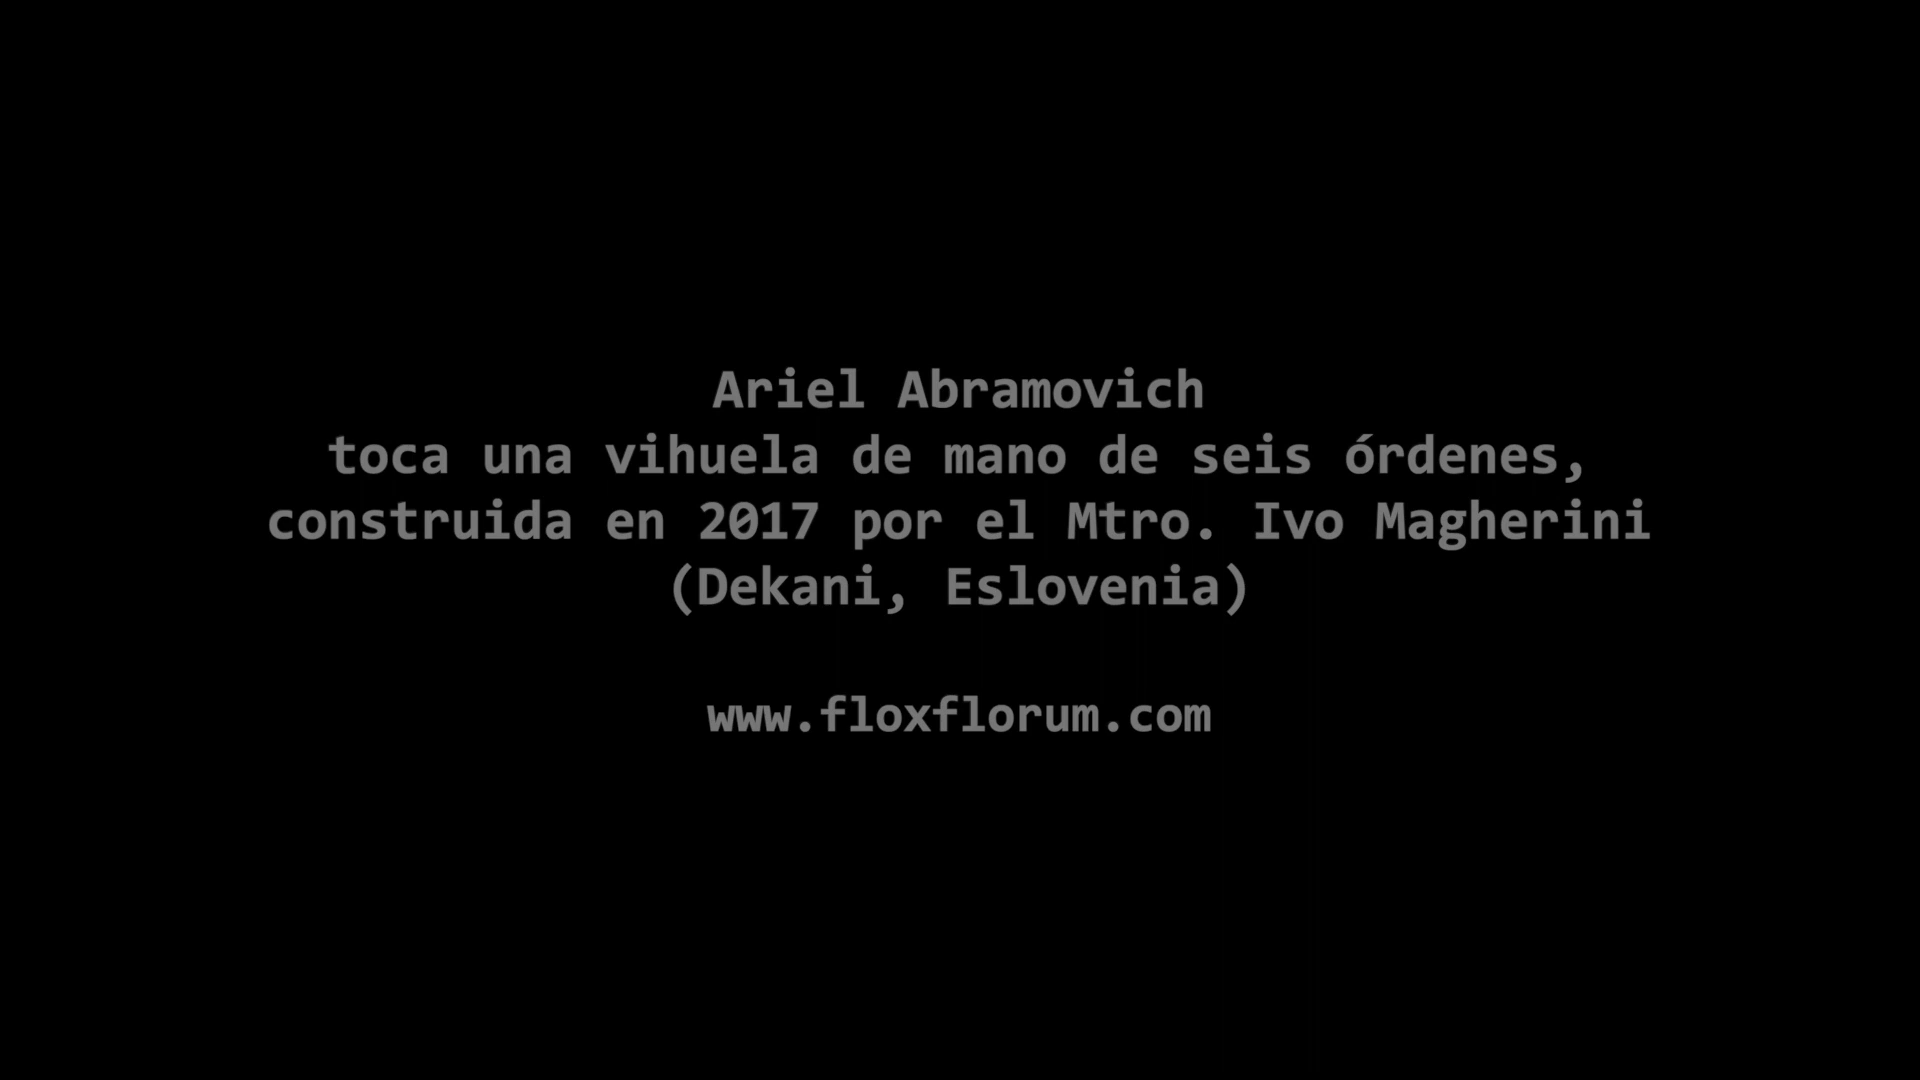 Ariel Abramovich
toca una vihuela de mano de seis órdenes,
construida en 2017 por el Mtro. Ivo Magherini
(Dekani, Eslovenia)
www.floxflorum.com